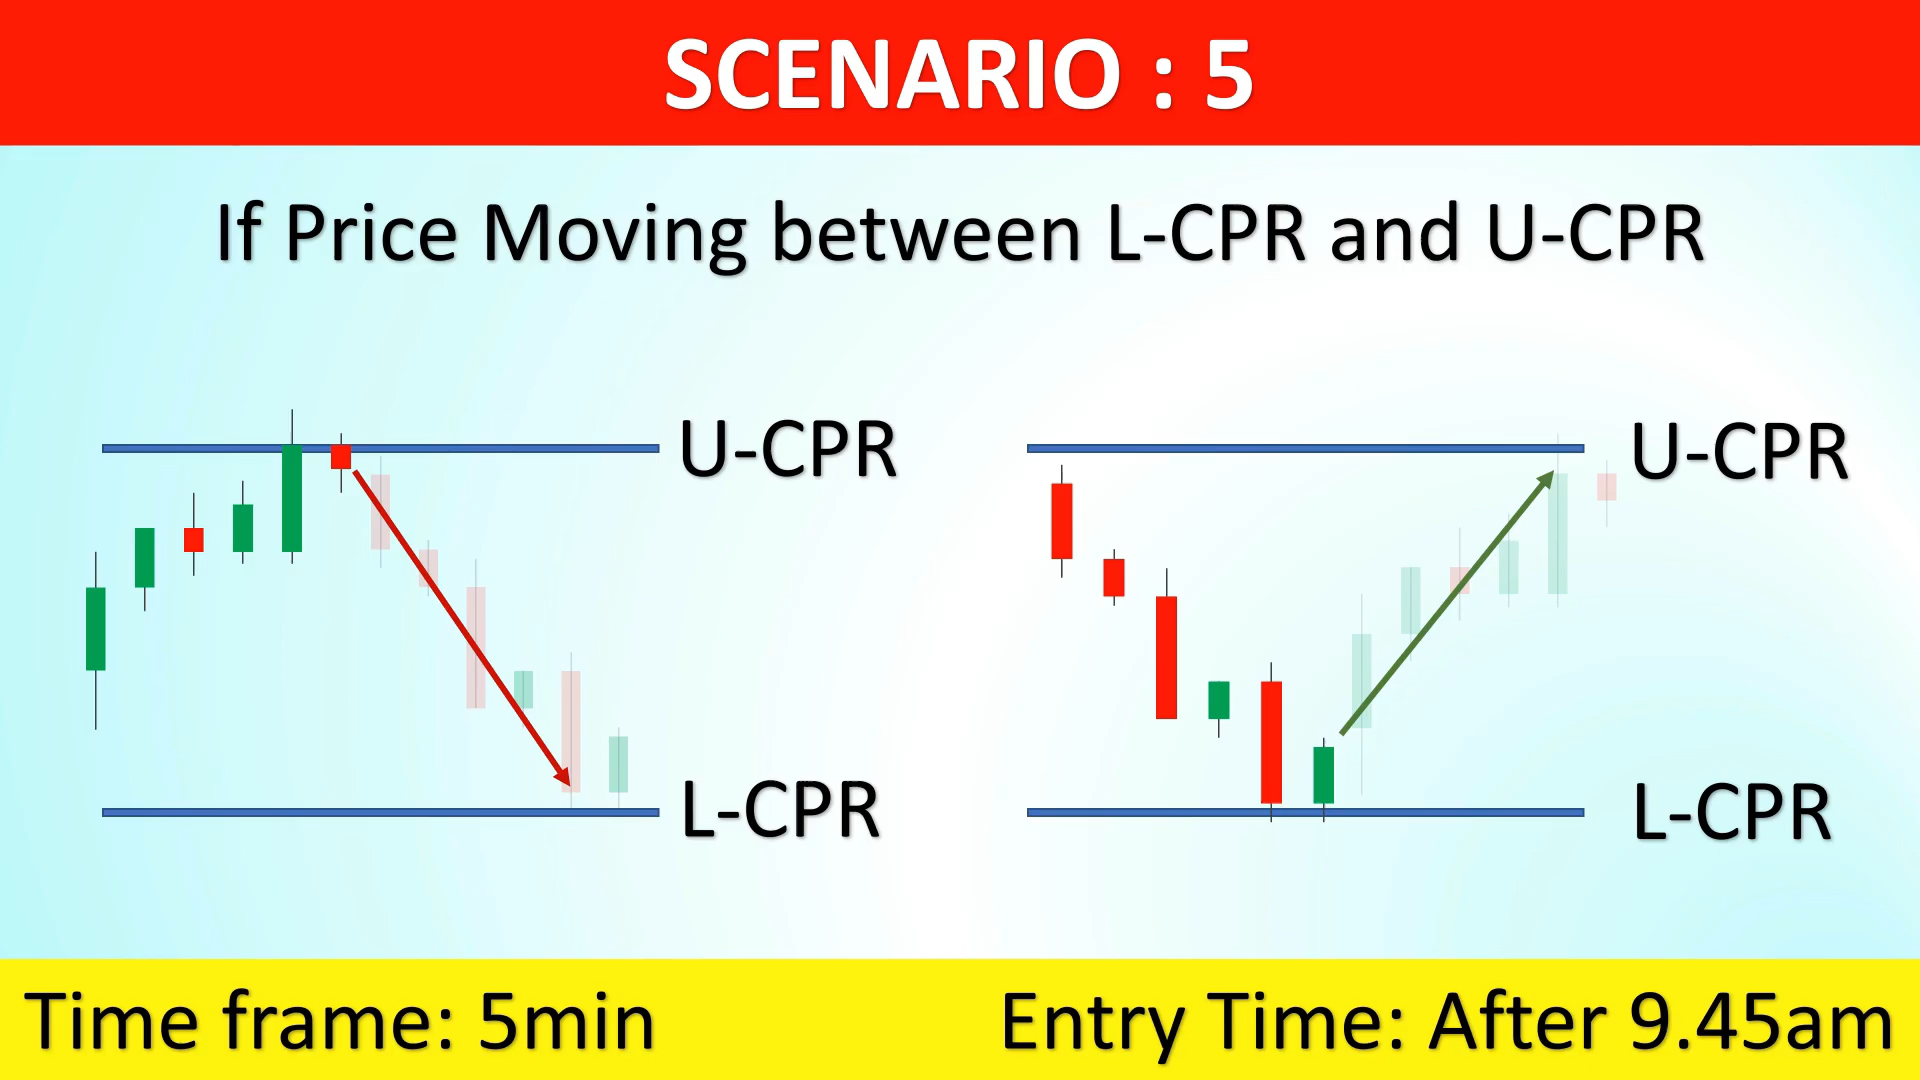 SCENARIO : 5
If Price Moving between L-CPR and U-CPR
U-CPR
L-CPR
U-CPR
L-CPR
Time frame: 5min
Entry Time: After 9.45am